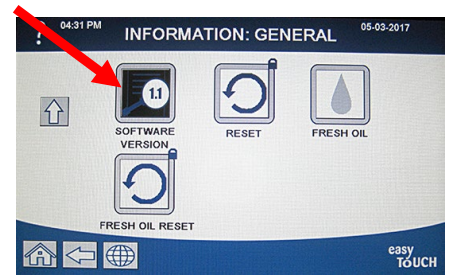 ? 04:31 PM INFORMATION: GENERAL 05-03-2017
1.1
SOFTWARE
VERSION
RESET
FRESH OIL
FRESH OIL RESET
easy
TOUCH